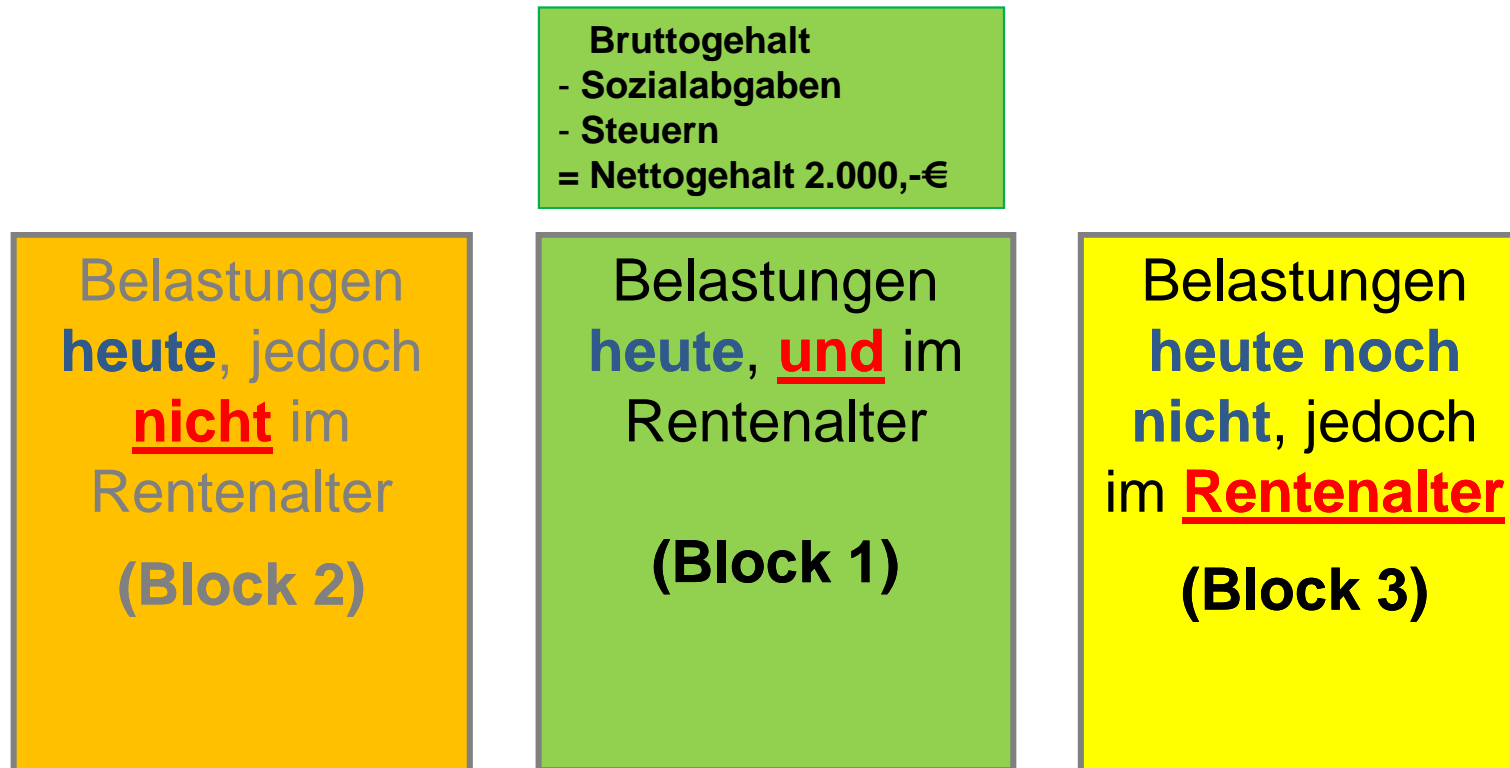 Bruttogehalt
- Sozialabgaben
- Steuern
= Nettogehalt 2.000,-€
Belastungen
heute, jedoch
nicht im
Rentenalter
(Block 2)
Belastungen
heute, und im
Rentenalter
(Block 1)
Belastungen
heute noch
nicht, jedoch
im Rentenalter
(Block 3)